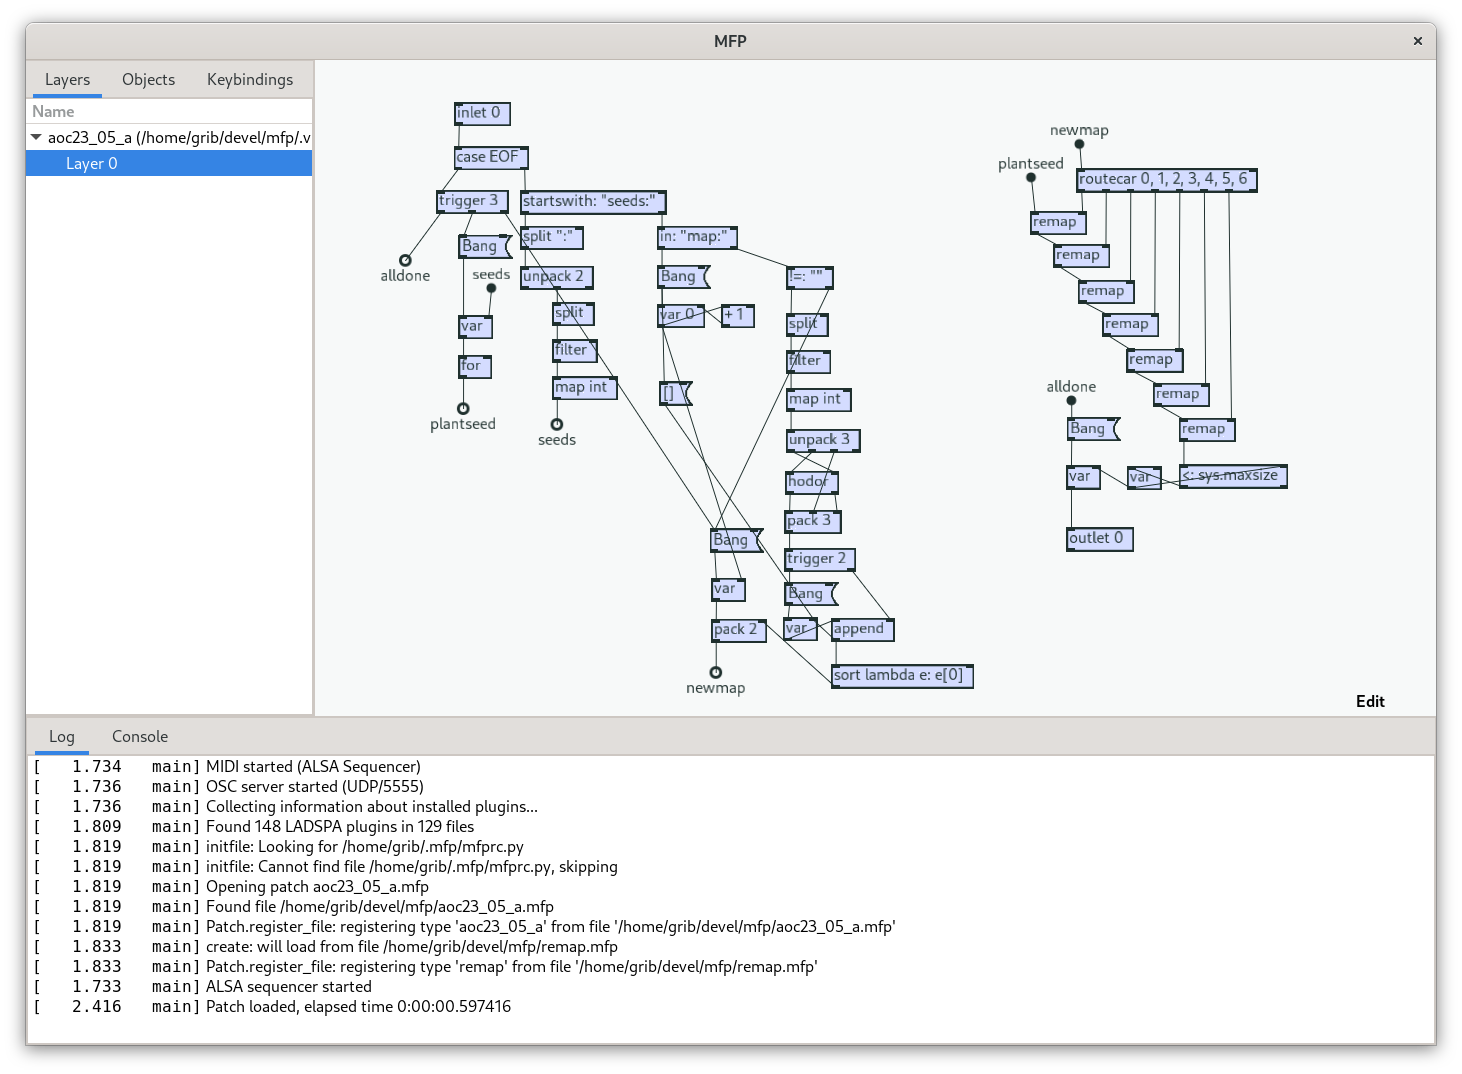 MFP
×
Layers Objects Keybindings
Name
aoc23_05_a (/home/grib/devel/mfp/.v
Layer 0
inlet 0
case EOF
trigger 3
startswith: "seeds:"
Bang
split ":"
in: "map:"
alldone
seeds
unpack 2
Bang
!=: ""
var
split
var 0
+ 1
split
for
filter
filter
map int
[]
map int
plantseed
seeds
unpack 3
hodor
pack 3
Bang
trigger 2
var
Bang
pack 2
var
append
newmap
sort lambda e: e[0]
newmap
plantseed
routecar 0, 1, 2, 3, 4, 5, 6
remap
remap
remap
remap
remap
remap
remap
alldone
Bang
var
var
<: sys.maxsize
outlet 0
Edit
Log Console
[ 1.734 main] MIDI started (ALSA Sequencer)
[ 1.736 main] OSC server started (UDP/5555)
[ 1.736 main] Collecting information about installed plugins...
[ 1.809 main] Found 148 LADSPA plugins in 129 files
[ 1.819 main] initfile: Looking for /home/grib/.mfp/mfprc.py
[ 1.819 main] initfile: Cannot find file /home/grib/.mfp/mfprc.py, skipping
[ 1.819 main] Opening patch aoc23_05_a.mfp
[ 1.819 main] Found file /home/grib/devel/mfp/aoc23_05_a.mfp
[ 1.819 main] Patch.register_file: registering type 'aoc23_05_a' from file '/home/grib/devel/mfp/aoc23_05_a.mfp'
[ 1.833 main] create: will load from file /home/grib/devel/mfp/remap.mfp
[ 1.833 main] Patch.register_file: registering type 'remap' from file '/home/grib/devel/mfp/remap.mfp'
[ 1.733 main] ALSA sequencer started
[ 2.416 main] Patch loaded, elapsed time 0:00:00.597416